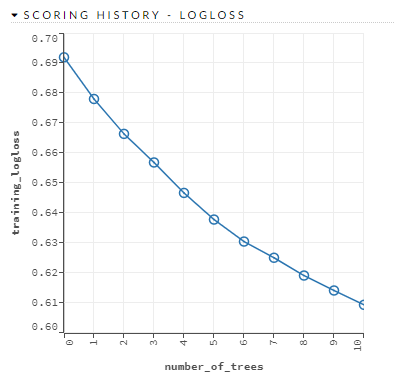 SCORING HISTORY - LOGLOSS
0.70
0.69
0.68
0.67
0.66
0.65
0.64
0.63
0.62
0.61
0.60
training_logloss
0 1 2 3 4 5 6 7 8 9 10
number_of_trees